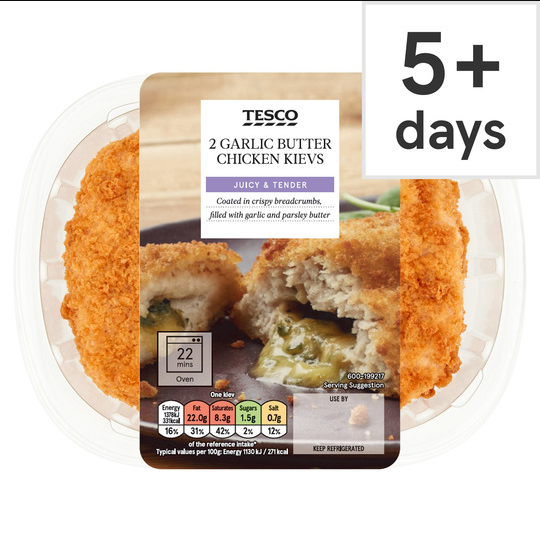 5+
days
TESCO
2 GARLIC BUTTER
CHICKEN KIEVS
JUICY & TENDER
Coated in crispy breadcrumbs,
filled with garlic and parsley butter
22
mins
Oven
600-199217
Serving Suggestion
USE BY
KEEP REFRIGERATED
One kiev
Energy 1378kJ 331kcal 16%
Fat 22.0g 31%
Saturates 8.3g 42%
Sugars 1.5g 2%
Salt 0.7g 12%
of the reference intake*
Typical values per 100g: Energy 1130 kJ / 271 kcal